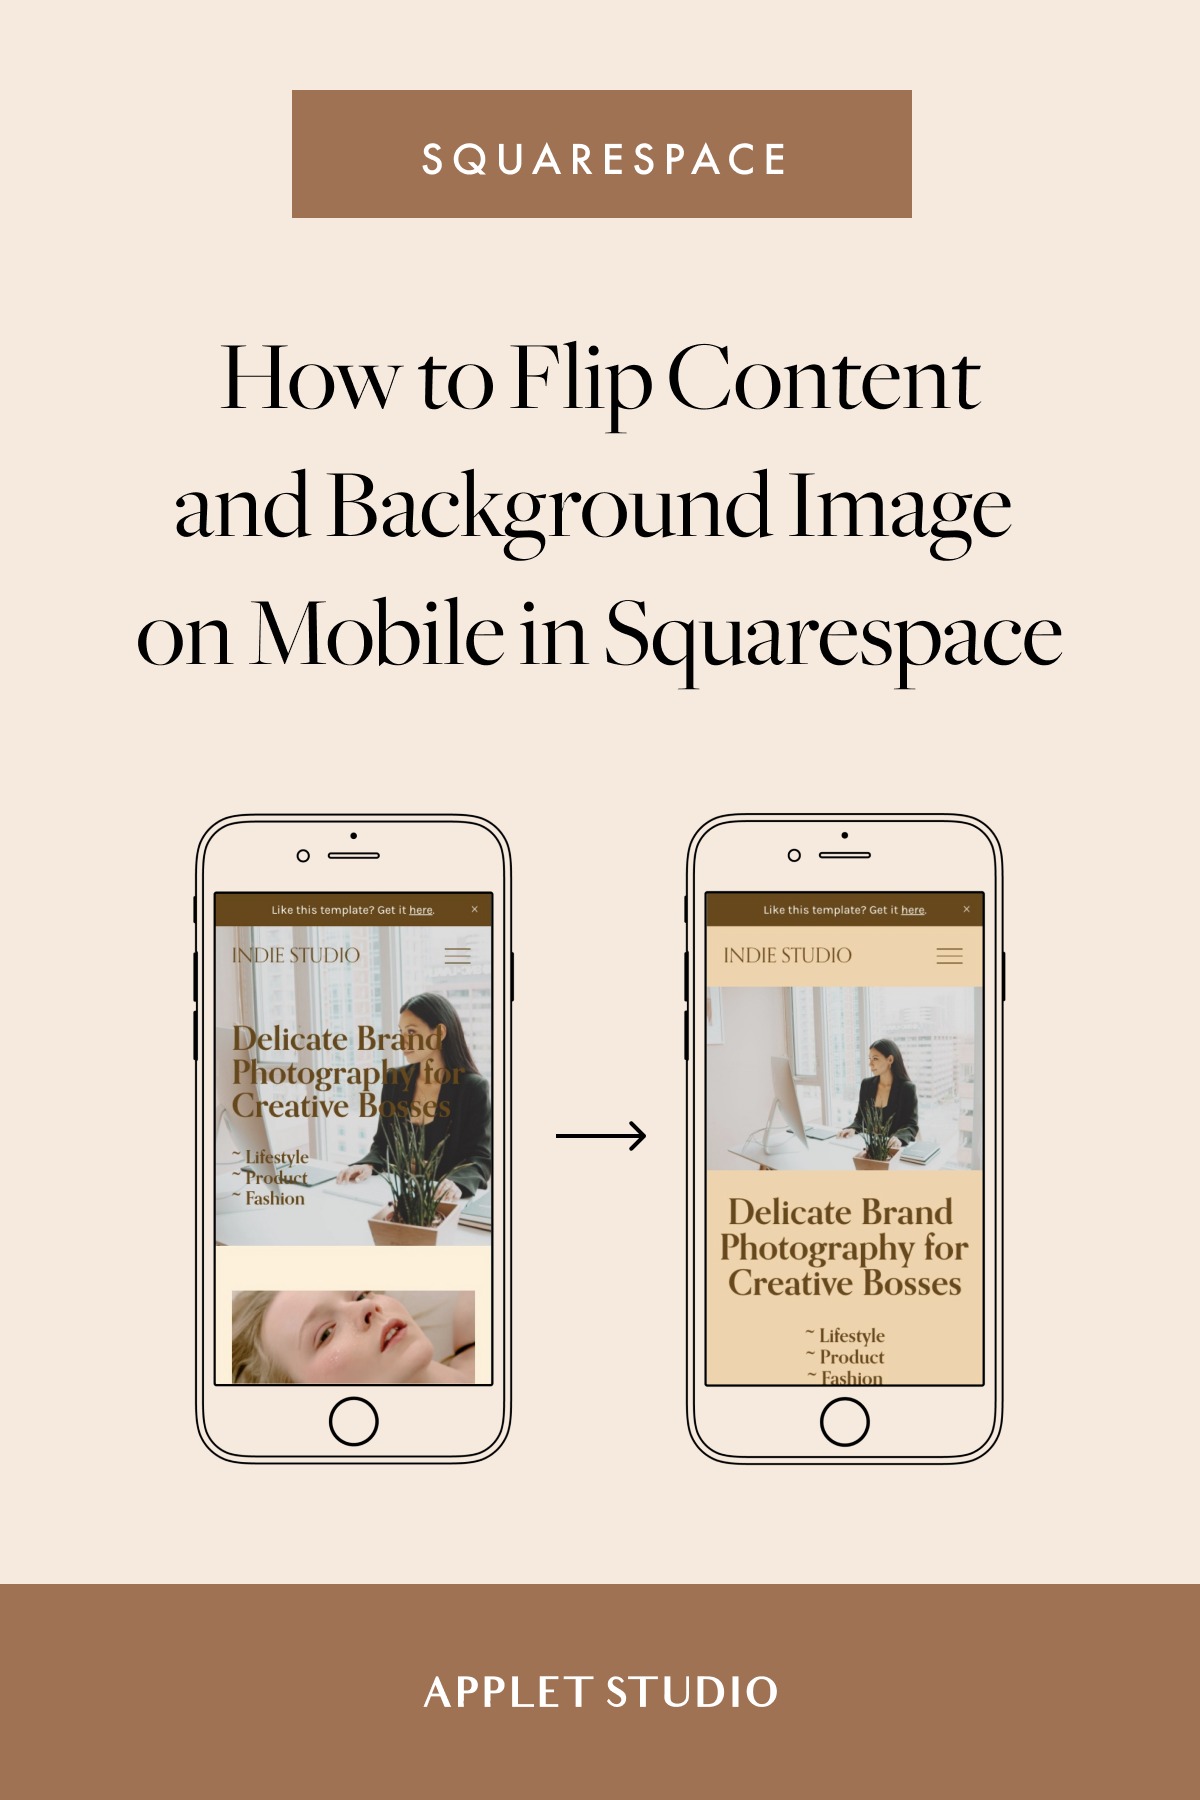 SQUARESPACE
How to Flip Content
and Background Image
on Mobile in Squarespace
Like this template? Get it here. ×
INDIE STUDIO
Delicate Brand
Photography for
Creative Bosses
~ Lifestyle
~ Product
~ Fashion
Like this template? Get it here. ×
INDIE STUDIO
Delicate Brand
Photography for
Creative Bosses
~ Lifestyle
~ Product
~ Fashion
APPLET STUDIO